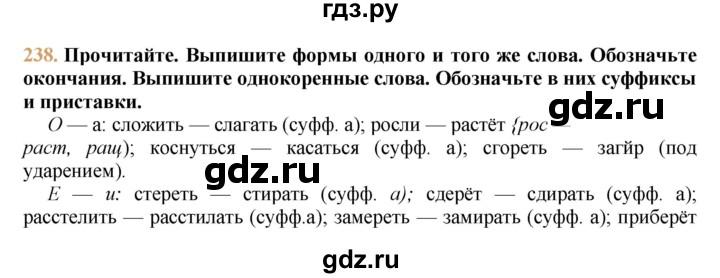 гдз.ру
238. Прочитайте. Выпишите формы одного и того же слова. Обозначьте
окончания. Выпишите однокоренные слова. Обозначьте в них суффиксы
и приставки.
gdz.ru
О — а: сложить — слагать (суфф. а); росли — растёт {рос –
раст, ращ); коснуться — касаться (суфф. а); сгореть — загӣр (под
ударением).
gdz.ru
Е — и: стереть — стирать (суфф. а); сдерёт — сдирать (суфф. а);
расстелить — расстилать (суфф.а); замереть — замирать (суфф. а); приберёт
gdz.ru